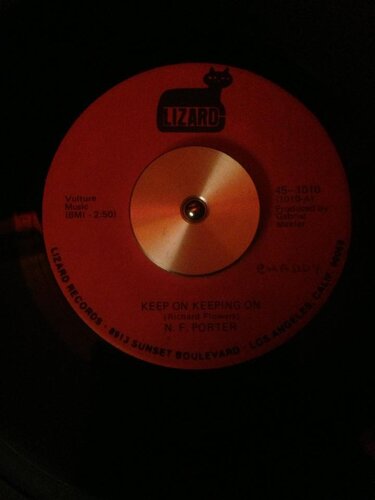 LIZARD
Vulture
Music
(BMI - 2:50)
45-1010
(1010-A)
Produced by
Gabriel
Mekler
KEEP ON KEEPING ON
(Richard Flowers)
N. F. PORTER
LIZARD RECORDS - 8913 SUNSET BOULEVARD - LOS ANGELES, CALIF. 90069